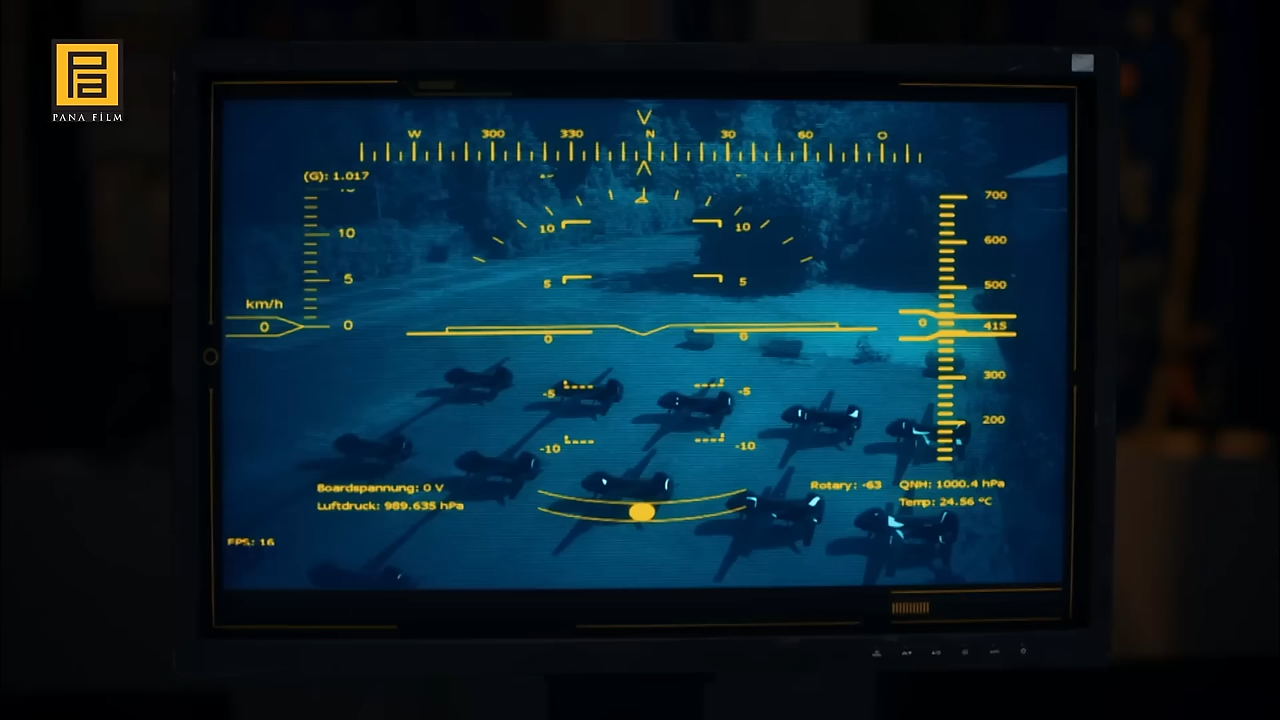 PANA FİLM
W 300 330 N 30 60 O
(G): 1.017
700
10 10 10
600
5 5 5
500
km/h
0 0 0 415
0 0
300
-5 -5
200
-10 -10
Boardspannung: 0 V Rotary: -63 QNH: 1000.4 hPa
Luftdruck: 989.635 hPa Temp: 24.56 °C
FPS: 16